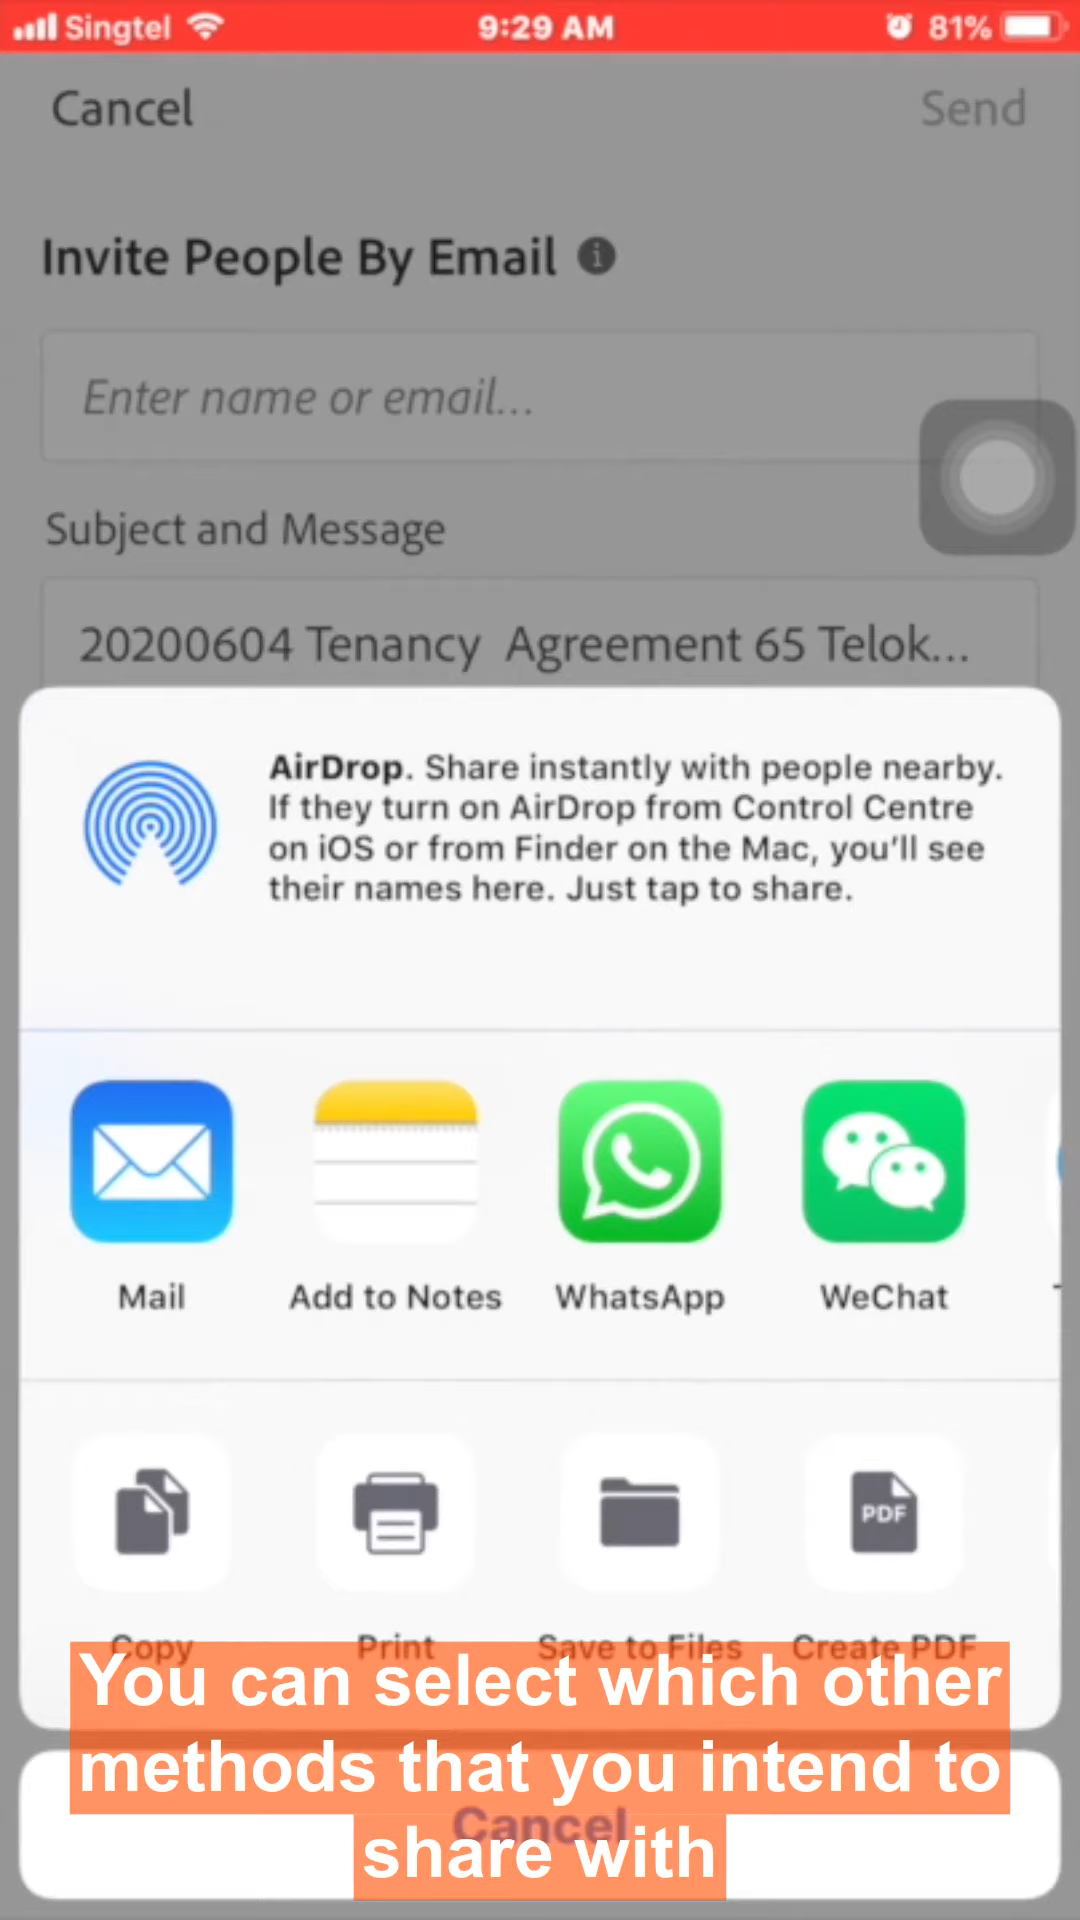 Singtel 9:29 AM 81%
Cancel Send
Invite People By Email
Enter name or email...
Subject and Message
20200604 Tenancy Agreement 65 Telok...
AirDrop. Share instantly with people nearby.
If they turn on AirDrop from Control Centre
on iOS or from Finder on the Mac, you'll see
their names here. Just tap to share.
Mail Add to Notes WhatsApp WeChat
PDF
Copy Print Save to Files Create PDF
You can select which other
methods that you intend to
Cancel
share with